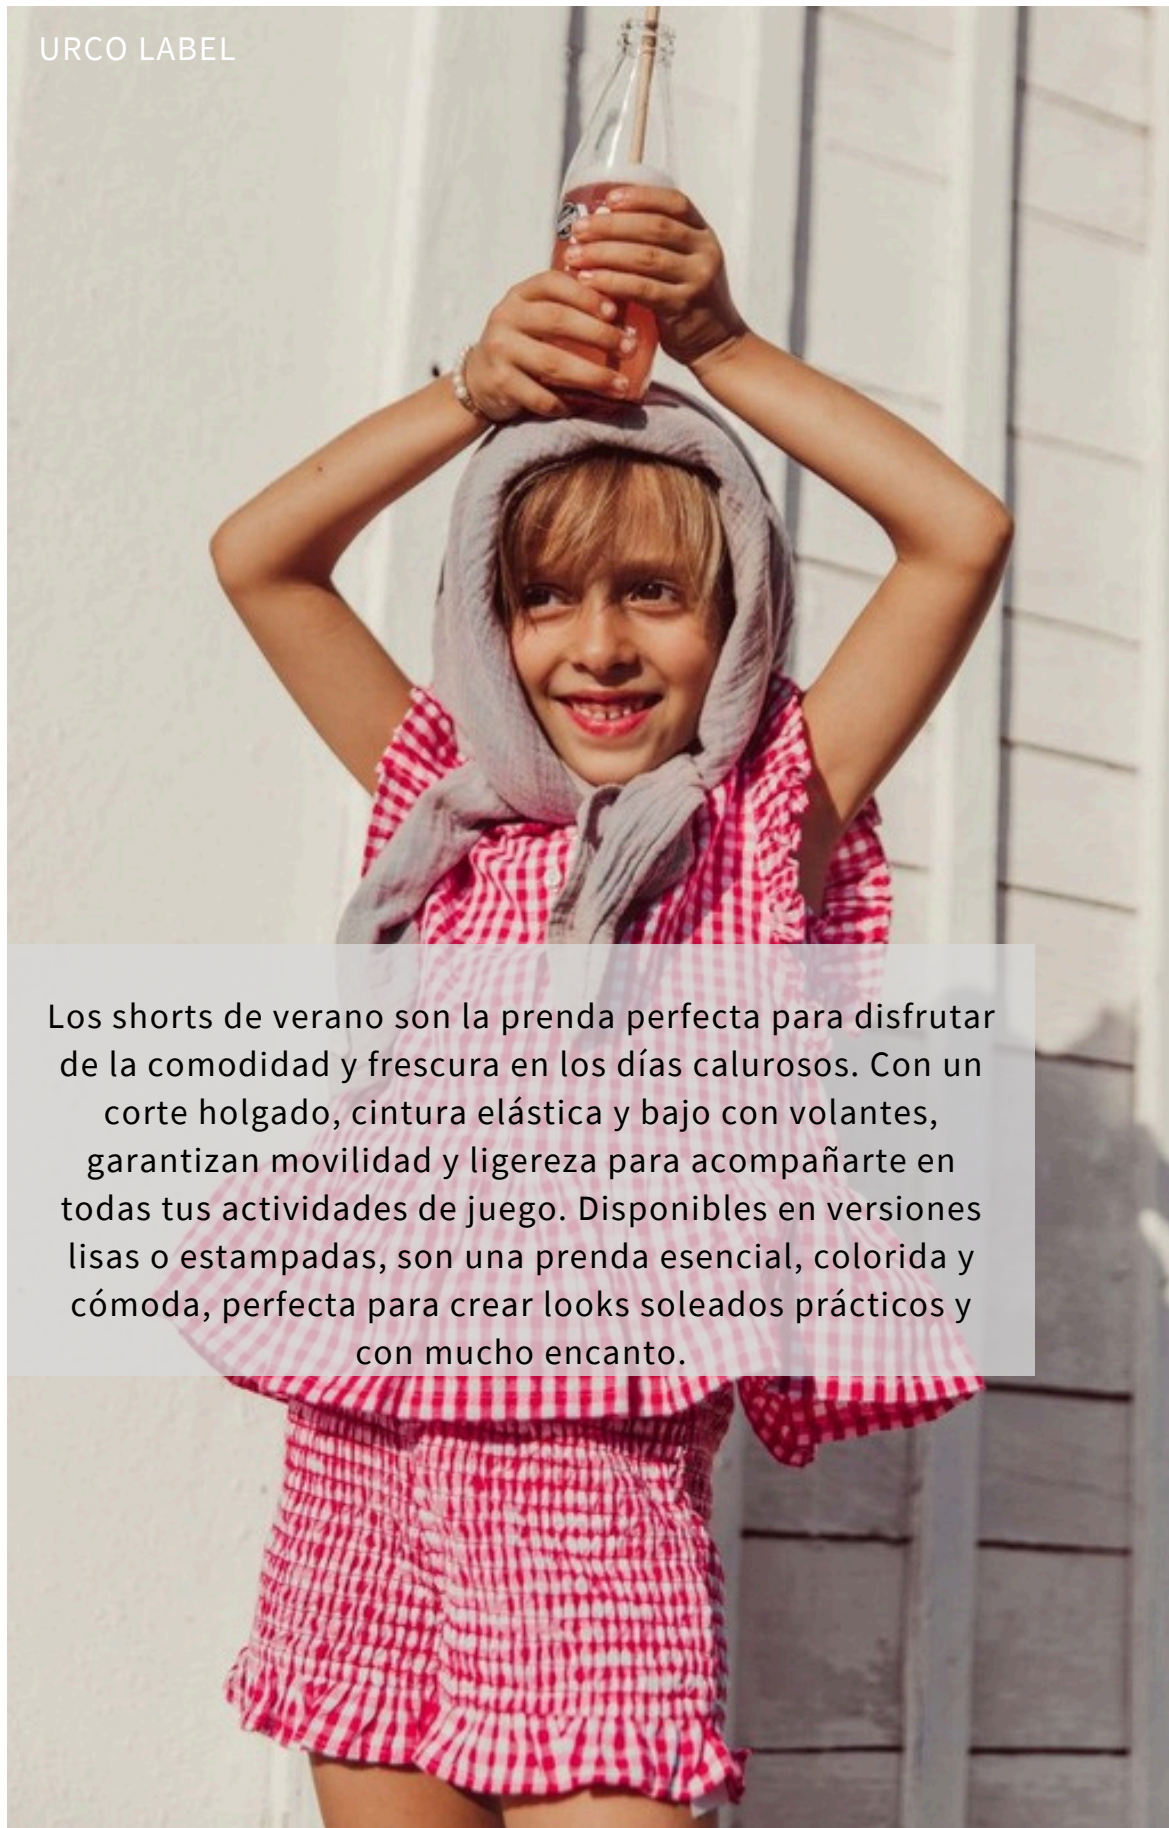 URCO LABEL
Los shorts de verano son la prenda perfecta para disfrutar
de la comodidad y frescura en los días calurosos. Con un
corte holgado, cintura elástica y bajo con volantes,
garantizan movilidad y ligereza para acompañarte en
todas tus actividades de juego. Disponibles en versiones
lisas o estampadas, son una prenda esencial, colorida y
cómoda, perfecta para crear looks soleados prácticos y
con mucho encanto.